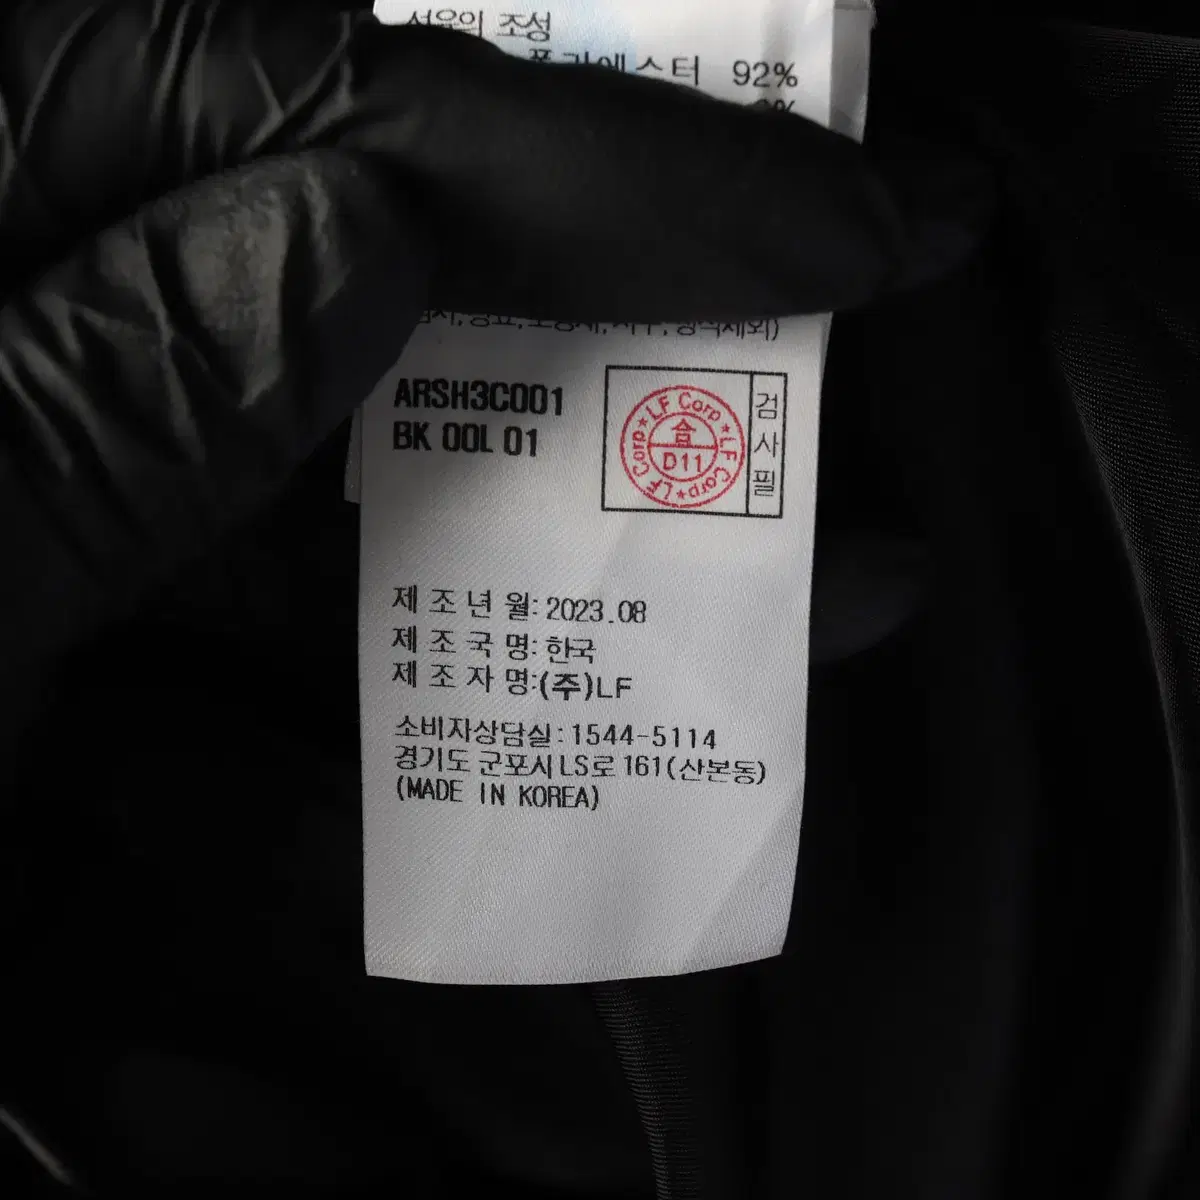 섬유의 조성
폴리에스터 92%
8%
ARSH3C001
BK 00L 01
LF Corp ★ LF Corp ★ LF Corp ★
合
D11
검사필
제 조 년 월: 2023.08
제 조 국 명: 한국
제 조 자 명:(주)LF
소비자상담실: 1544-5114
경기도 군포시 LS로 161(산본동)
(MADE IN KOREA)